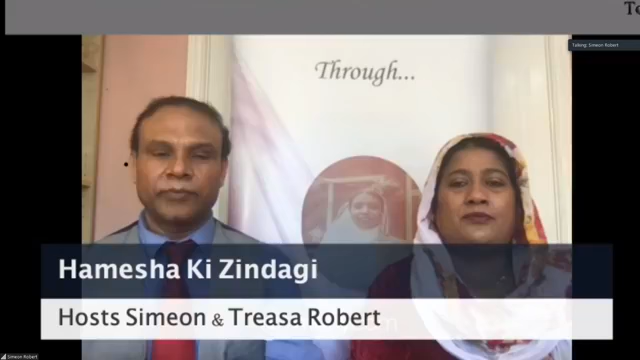 Talking: Simeon Robert
Through...
Hamesha Ki Zindagi
Hosts Simeon & Treasa Robert
Simeon Robert